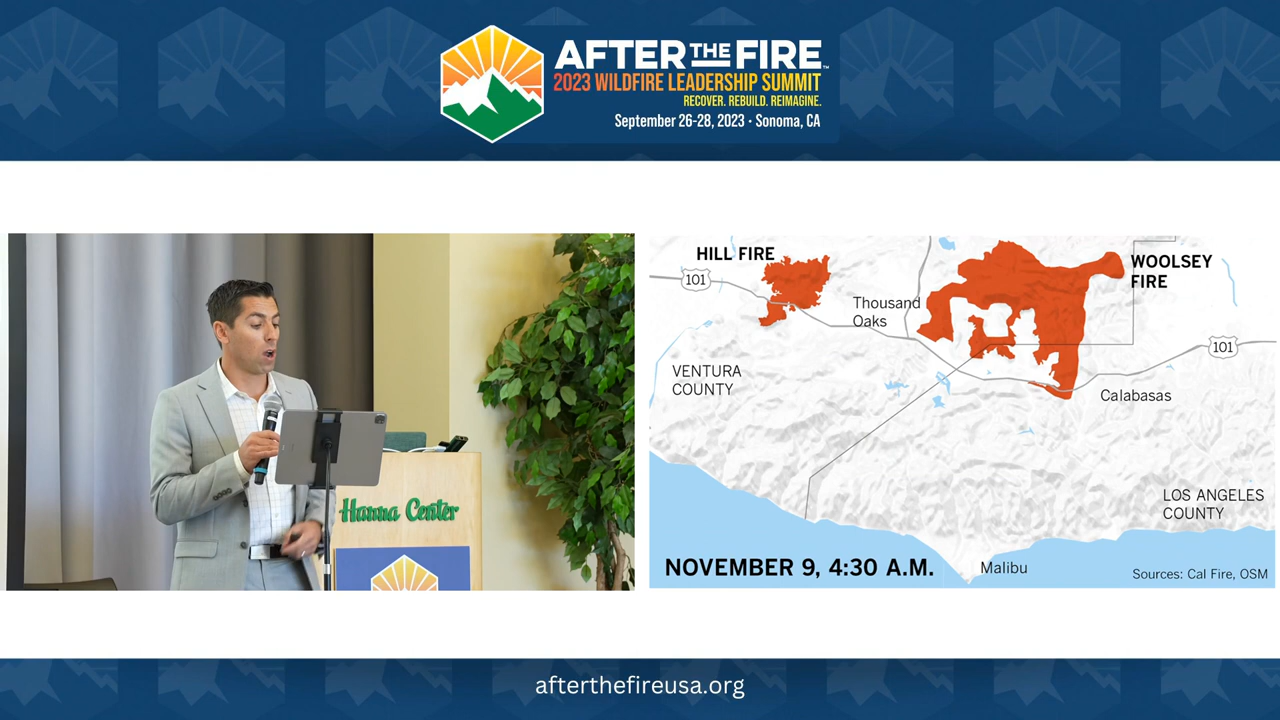 AFTER THE FIRE™
2023 WILDFIRE LEADERSHIP SUMMIT
RECOVER. REBUILD. REIMAGINE.
September 26-28, 2023 • Sonoma, CA
Hanna Center
HILL FIRE
101
Thousand
Oaks
VENTURA
COUNTY
WOOLSEY
FIRE
101
Calabasas
LOS ANGELES
COUNTY
NOVEMBER 9, 4:30 A.M.
Malibu
Sources: Cal Fire, OSM
afterthefireusa.org